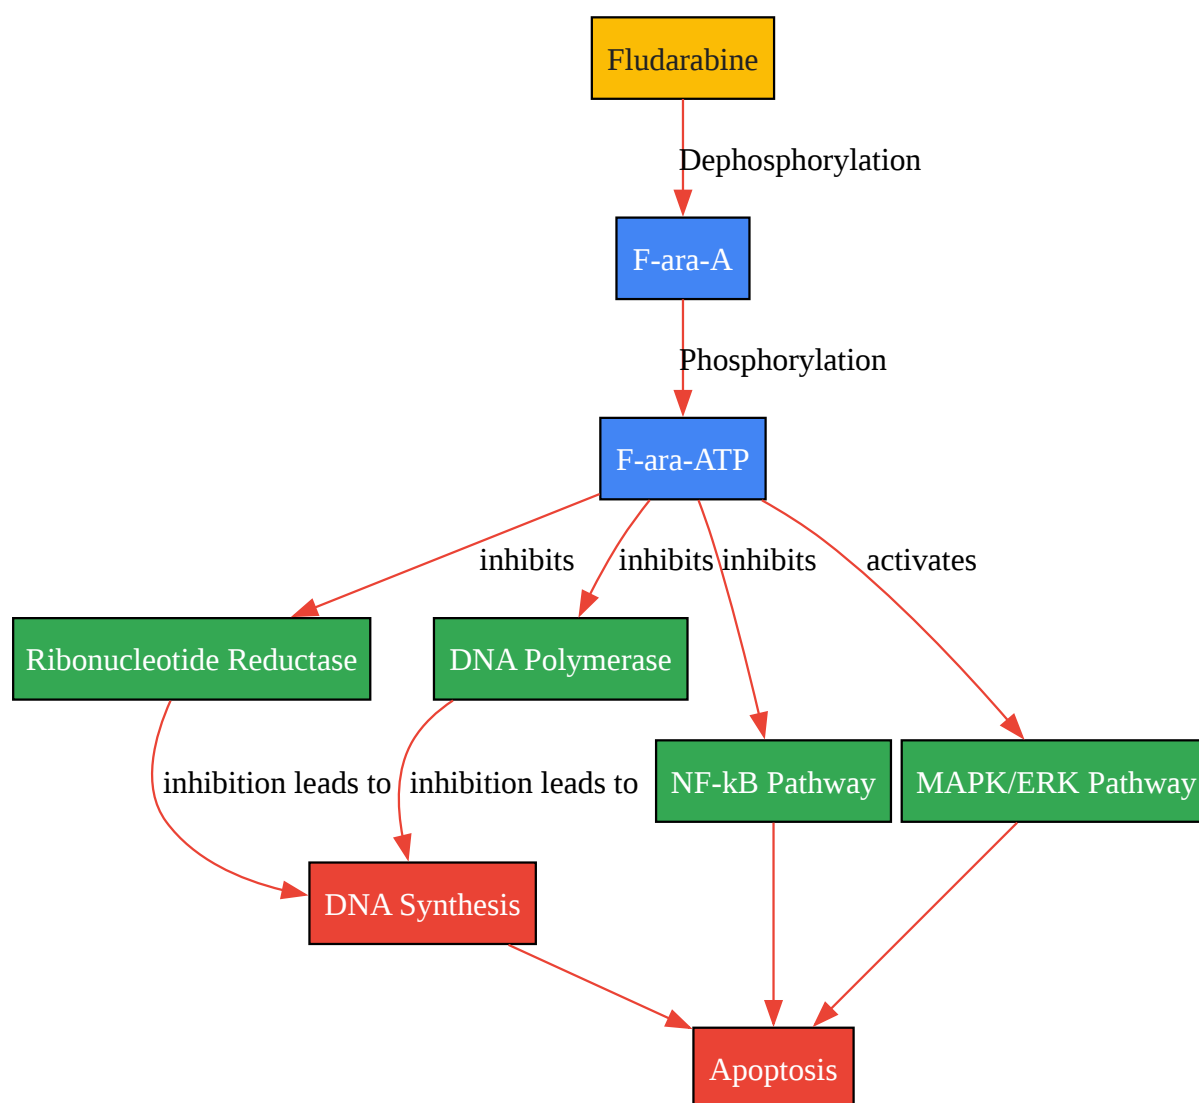 Fludarabine
Dephosphorylation
F-ara-A
Phosphorylation
F-ara-ATP
inhibits
inhibits
inhibits
activates
Ribonucleotide Reductase
DNA Polymerase
NF-kB Pathway
MAPK/ERK Pathway
inhibition leads to
inhibition leads to
DNA Synthesis
Apoptosis